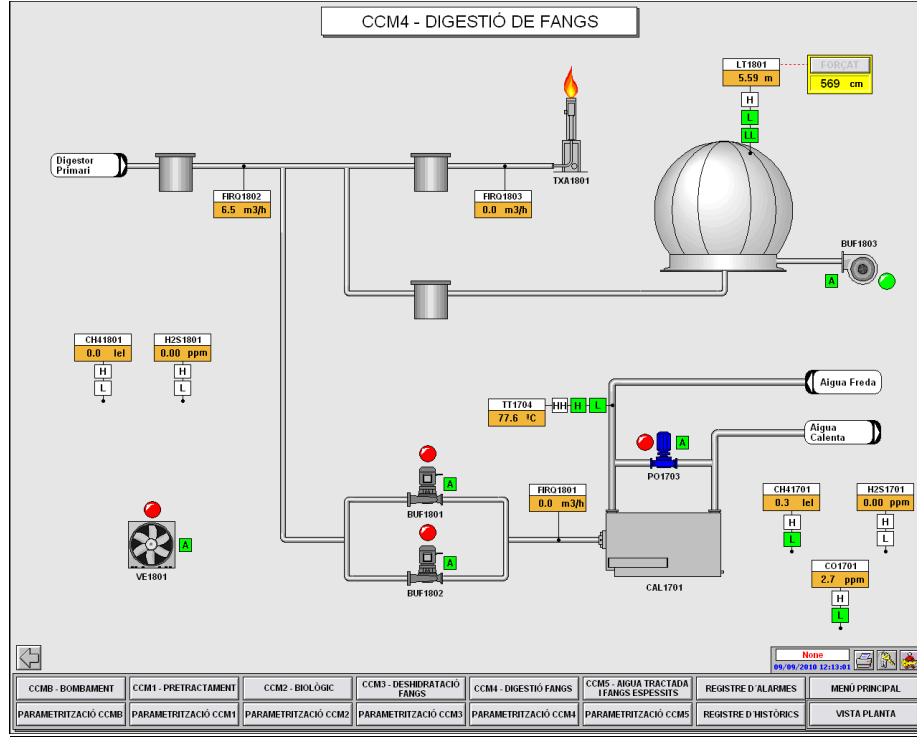 CCM4 - DIGESTIÓ DE FANGS
LT1801
5.59 m
FORÇAT
569 cm
H
L
LL
Digestor
Primari
TXA1801
FIRQ1802
6.5 m3/h
FIRQ1803
0.0 m3/h
BUF1803
A
CH41801
0.0 lel
H
L
H2S1801
0.00 ppm
H
L
Aigua Freda
TT1704
77.6 ºC
HH
H
L
Aigua
Calenta
A
PO1703
A
BUF1801
FIRQ1801
0.0 m3/h
CH41701
0.3 lel
H
L
H2S1701
0.00 ppm
H
L
A
VE1801
A
BUF1802
CAL1701
CO1701
2.7 ppm
H
L
None
09/09/2010 12:13:01
CCMB - BOMBAMENT
CCM1 - PRETRACTAMENT
CCM2 - BIOLÒGIC
CCM3 - DESHIDRATACIÓ
FANGS
CCM4 - DIGESTIÓ FANGS
CCM5 - AIGUA TRACTADA
I FANGS ESPESSITS
REGISTRE D'ALARMES
MENÚ PRINCIPAL
PARAMETRITZACIÓ CCMB
PARAMETRITZACIÓ CCM1
PARAMETRITZACIÓ CCM2
PARAMETRITZACIÓ CCM3
PARAMETRITZACIÓ CCM4
PARAMETRITZACIÓ CCM5
REGISTRE D'HISTÒRICS
VISTA PLANTA